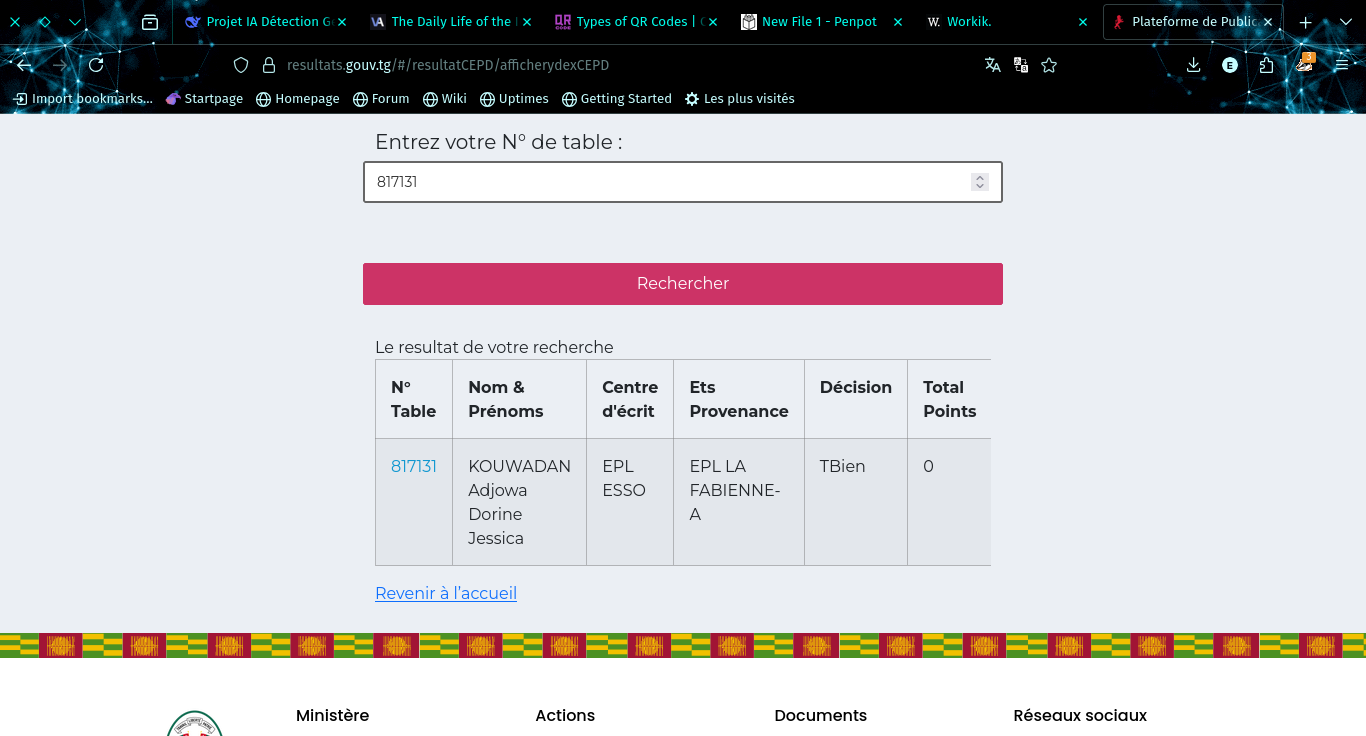 Projet IA Détection G
The Daily Life of the
Types of QR Codes |
New File 1 - Penpot
W. Workik.
Plateforme de Public
resultats.gouv.tg/#/resultatCEPD/afficherydexCEPD
E
3
Import bookmarks...
Startpage
Homepage
Forum
Wiki
Uptimes
Getting Started
Les plus visités
Entrez votre N° de table :
817131
Rechercher
Le resultat de votre recherche
N° Table
Nom & Prénoms
Centre d'écrit
Ets Provenance
Décision
Total Points
817131
KOUWADAN Adjowa Dorine Jessica
EPL ESSO
EPL LA FABIENNE-A
TBien
0
Revenir à l’accueil
Ministère
Actions
Documents
Réseaux sociaux